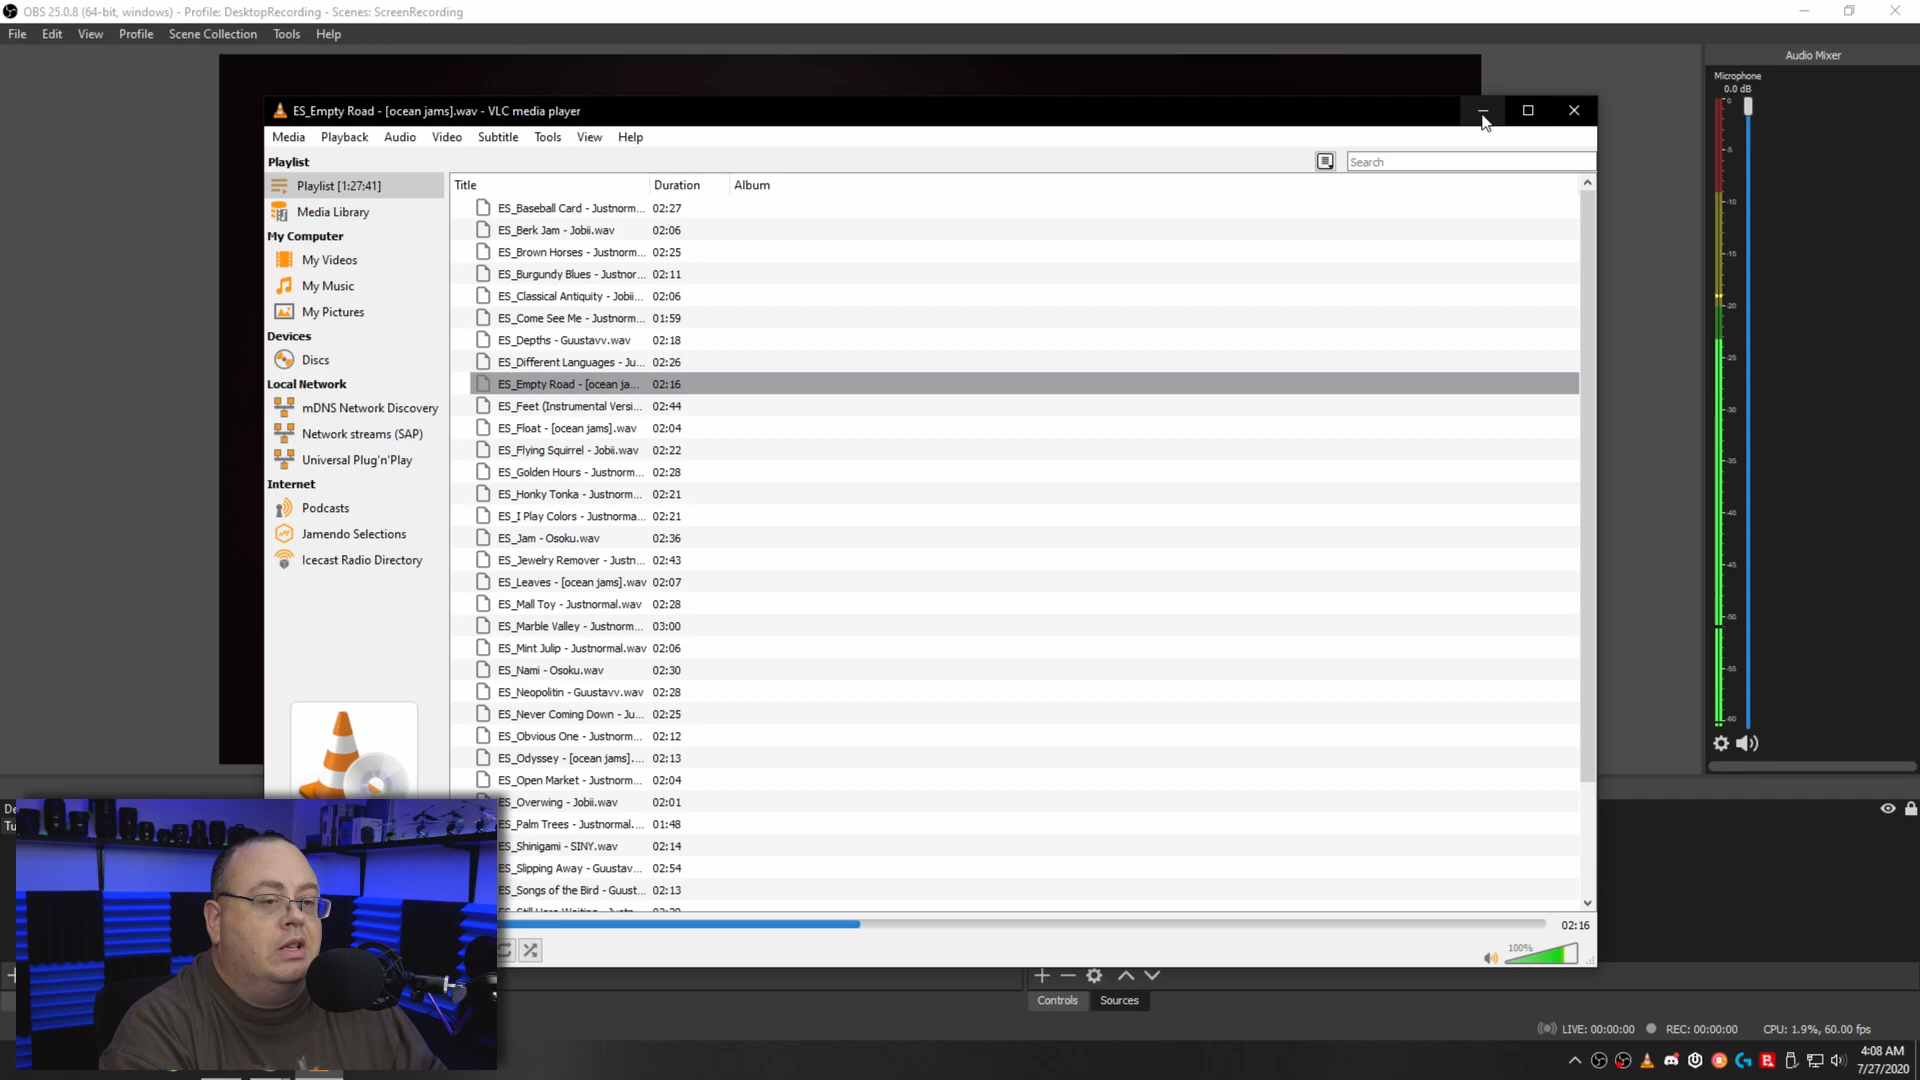 OBS 25.0.8 (64-bit, windows) - Profile: DesktopRecording - Scenes: ScreenRecording
File Edit View Profile Scene Collection Tools Help
Audio Mixer
Microphone
0.0 dB
0
-5
-10
-15
-20
-25
-30
-35
-40
-45
-50
-55
-60
ES_Empty Road - [ocean jams].wav - VLC media player
Media Playback Audio Video Subtitle Tools View Help
Playlist
Search
Playlist [1:27:41]
Media Library
My Computer
My Videos
My Music
My Pictures
Devices
Discs
Local Network
mDNS Network Discovery
Network streams (SAP)
Universal Plug'n'Play
Internet
Podcasts
Jamendo Selections
Icecast Radio Directory
Title Duration Album
ES_Baseball Card - Justnorm... 02:27
ES_Berk Jam - Jobii.wav 02:06
ES_Brown Horses - Justnorm... 02:25
ES_Burgundy Blues - Justnor... 02:11
ES_Classical Antiquity - Jobii... 02:06
ES_Come See Me - Justnorm... 01:59
ES_Depths - Guustavv.wav 02:18
ES_Different Languages - Ju... 02:26
ES_Empty Road - [ocean ja... 02:16
ES_Feet (Instrumental Versi... 02:44
ES_Float - [ocean jams].wav 02:04
ES_Flying Squirrel - Jobii.wav 02:22
ES_Golden Hours - Justnorm... 02:28
ES_Honky Tonka - Justnorm... 02:21
ES_I Play Colors - Justnorma... 02:21
ES_Jam - Osoku.wav 02:36
ES_Jewelry Remover - Justn... 02:43
ES_Leaves - [ocean jams].wav 02:07
ES_Mall Toy - Justnormal.wav 02:28
ES_Marble Valley - Justnorm... 03:00
ES_Mint Julip - Justnormal.wav 02:06
ES_Nami - Osoku.wav 02:30
ES_Neopolitin - Guustavv.wav 02:28
ES_Never Coming Down - Ju... 02:25
ES_Obvious One - Justnorm... 02:12
ES_Odyssey - [ocean jams].... 02:13
ES_Open Market - Justnorm... 02:04
ES_Overwing - Jobii.wav 02:01
ES_Palm Trees - Justnormal.... 01:48
ES_Shinigami - SINY.wav 02:14
ES_Slipping Away - Guustav... 02:54
ES_Songs of the Bird - Guust... 02:13
02:16
100%
Controls Sources
LIVE: 00:00:00 REC: 00:00:00 CPU: 1.9%, 60.00 fps
4:08 AM
7/27/2020